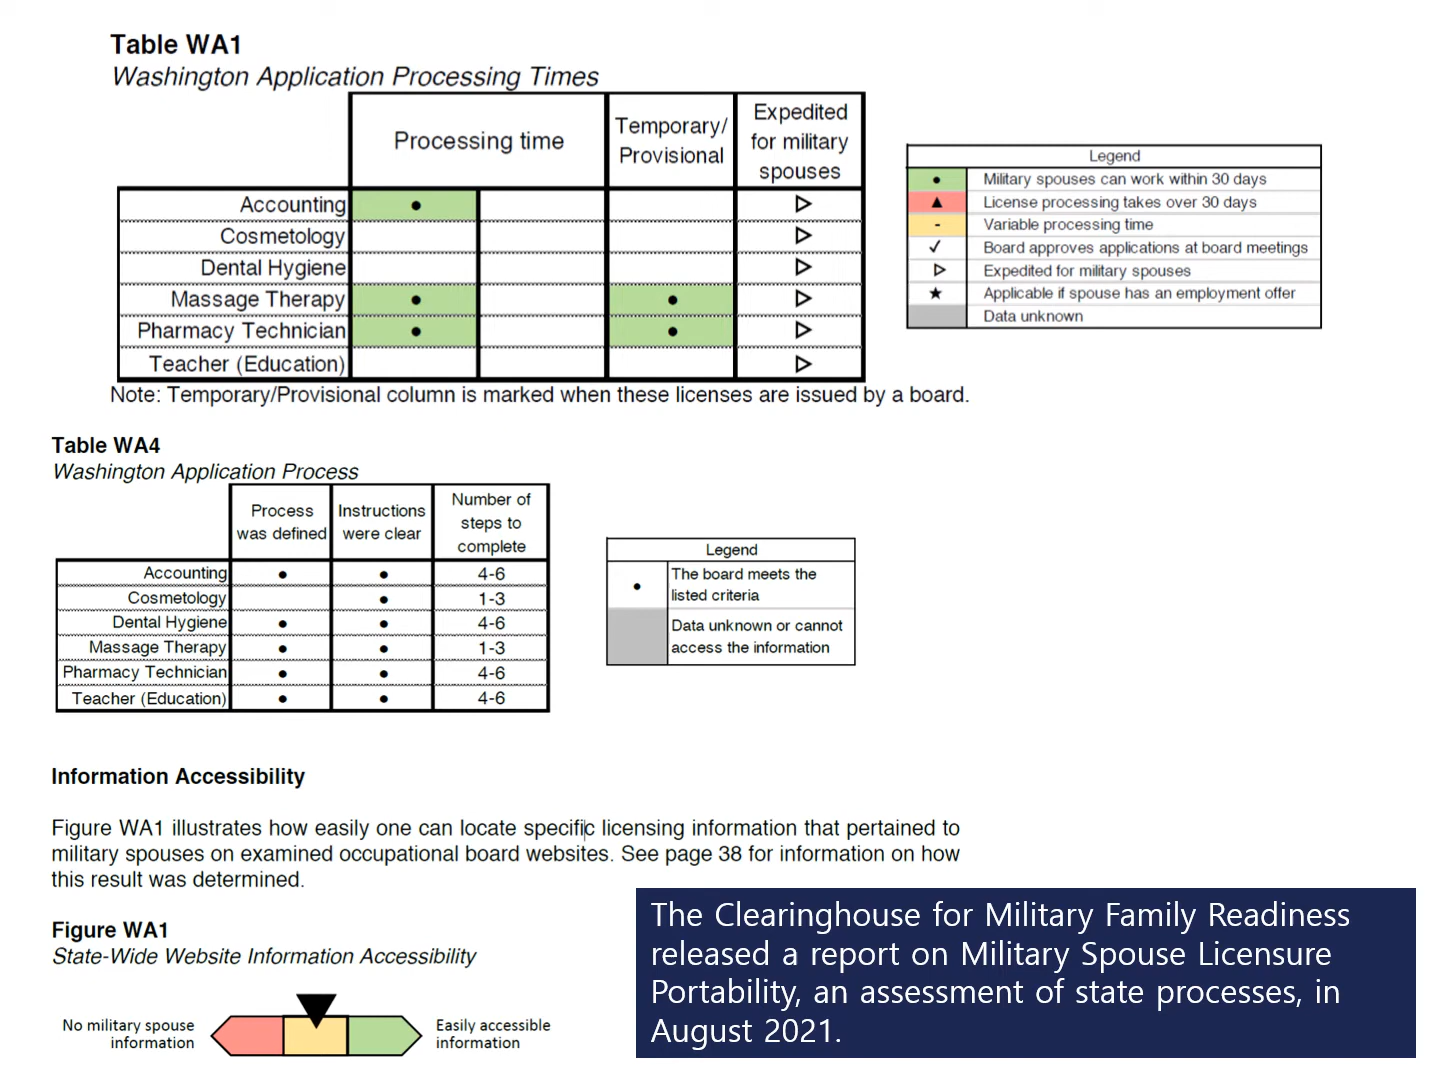 Table WA1
Washington Application Processing Times
Processing time
Temporary/
Provisional
Expedited
for military
spouses
Accounting ● ▷
Cosmetology ▷
Dental Hygiene ▷
Massage Therapy ● ● ▷
Pharmacy Technician ● ● ▷
Teacher (Education) ▷
Note: Temporary/Provisional column is marked when these licenses are issued by a board.
Legend
● Military spouses can work within 30 days
▲ License processing takes over 30 days
- Variable processing time
✓ Board approves applications at board meetings
▷ Expedited for military spouses
★ Applicable if spouse has an employment offer
Data unknown
Table WA4
Washington Application Process
Process
was defined
Instructions
were clear
Number of
steps to
complete
Accounting ● ● 4-6
Cosmetology ● 1-3
Dental Hygiene ● ● 4-6
Massage Therapy ● ● 1-3
Pharmacy Technician ● ● 4-6
Teacher (Education) ● ● 4-6
Legend
● The board meets the
listed criteria
Data unknown or cannot
access the information
Information Accessibility
Figure WA1 illustrates how easily one can locate specific licensing information that pertained to
military spouses on examined occupational board websites. See page 38 for information on how
this result was determined.
Figure WA1
State-Wide Website Information Accessibility
No military spouse
information
Easily accessible
information
The Clearinghouse for Military Family Readiness
released a report on Military Spouse Licensure
Portability, an assessment of state processes, in
August 2021.